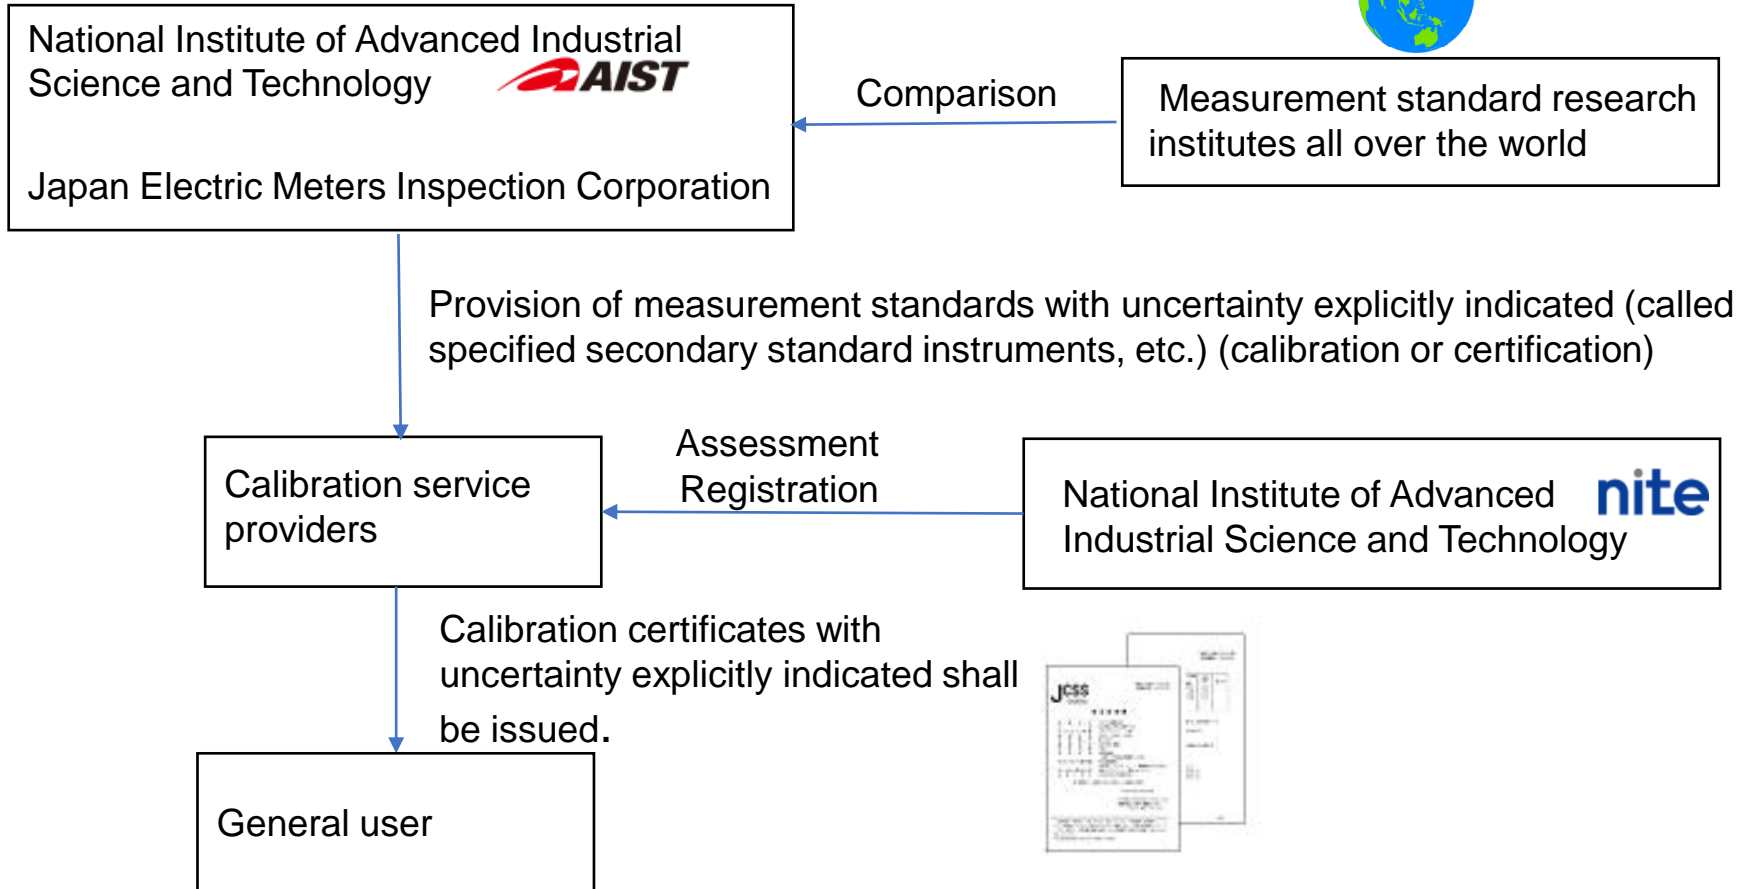 National Institute of Advanced Industrial
Science and Technology
AIST
Japan Electric Meters Inspection Corporation
Comparison
Measurement standard research
institutes all over the world
Provision of measurement standards with uncertainty explicitly indicated (called
specified secondary standard instruments, etc.) (calibration or certification)
Calibration service
providers
Assessment
Registration
National Institute of Advanced
Industrial Science and Technology
nite
Calibration certificates with
uncertainty explicitly indicated shall
be issued.
JCSS
General user